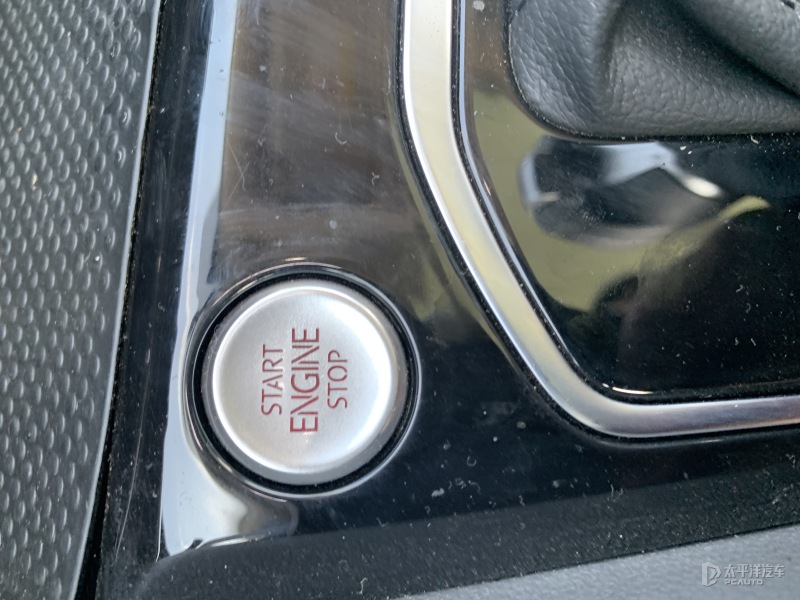 START
ENGINE
STOP
太平洋汽车
PCAUTO